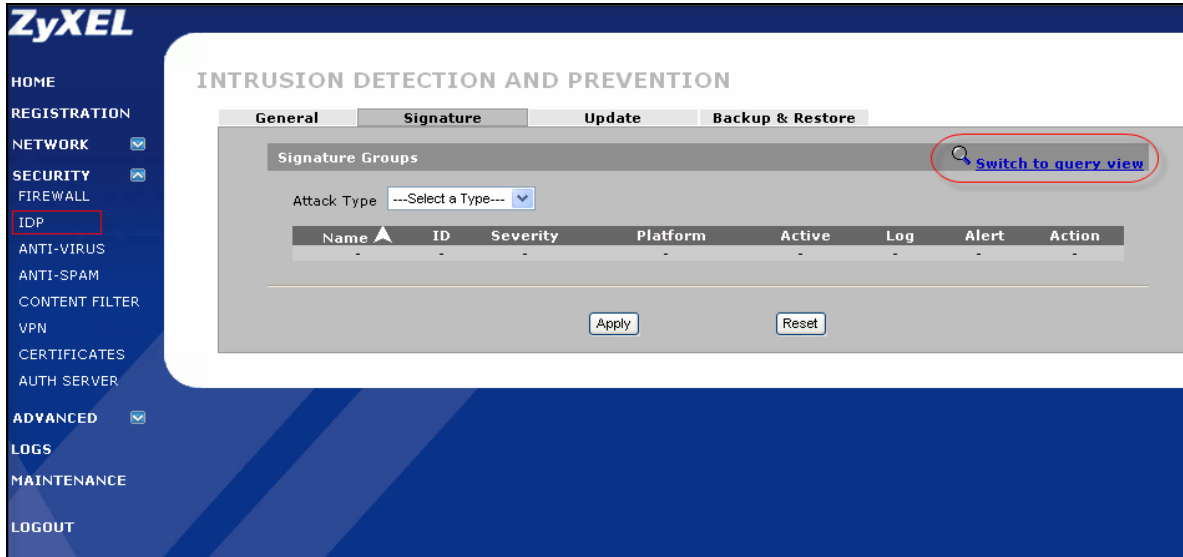 ZyXEL
HOME
REGISTRATION
NETWORK
SECURITY
FIREWALL
IDP
ANTI-VIRUS
ANTI-SPAM
CONTENT FILTER
VPN
CERTIFICATES
AUTH SERVER
ADVANCED
LOGS
MAINTENANCE
LOGOUT
INTRUSION DETECTION AND PREVENTION
General Signature Update Backup & Restore
Signature Groups Switch to query view
Attack Type ---Select a Type---
Name ID Severity Platform Active Log Alert Action
- - - - - - - -
Apply Reset